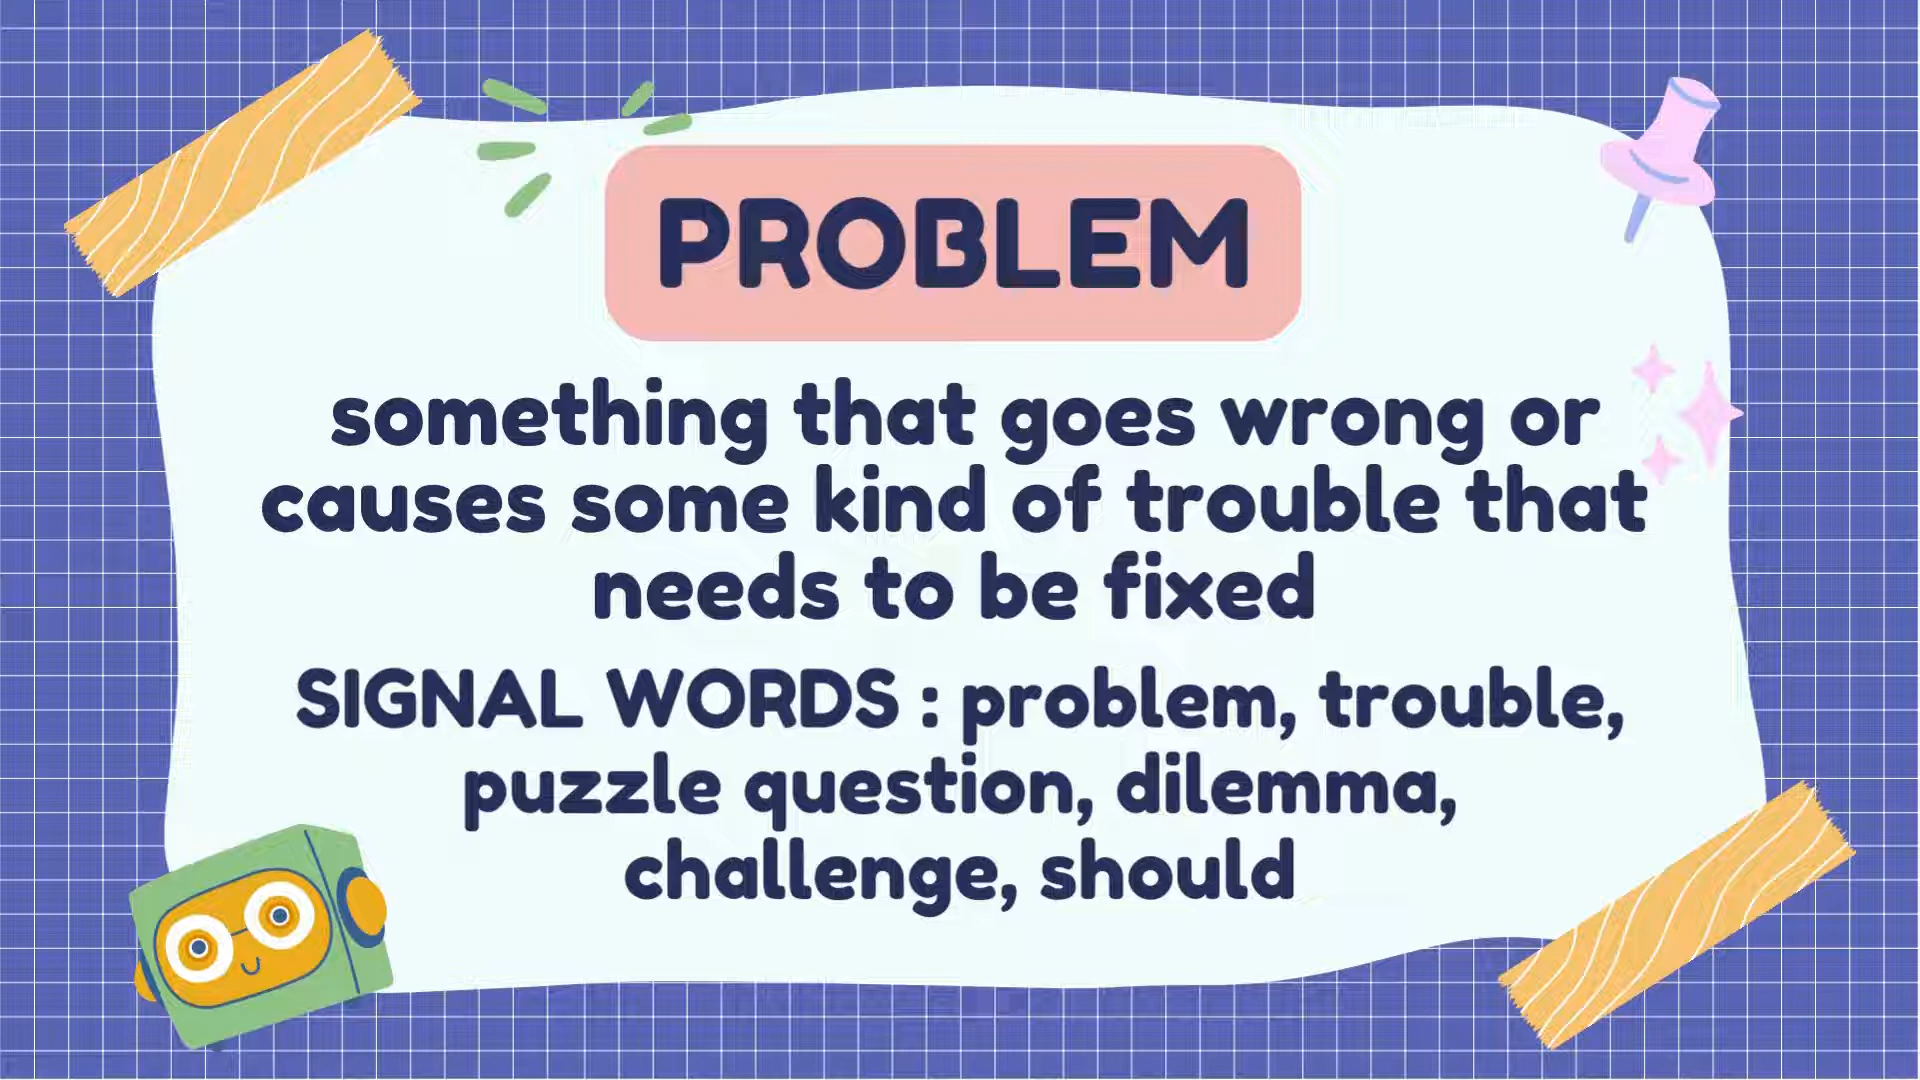 PROBLEM
something that goes wrong or
causes some kind of trouble that
needs to be fixed
SIGNAL WORDS : problem, trouble,
puzzle question, dilemma,
challenge, should